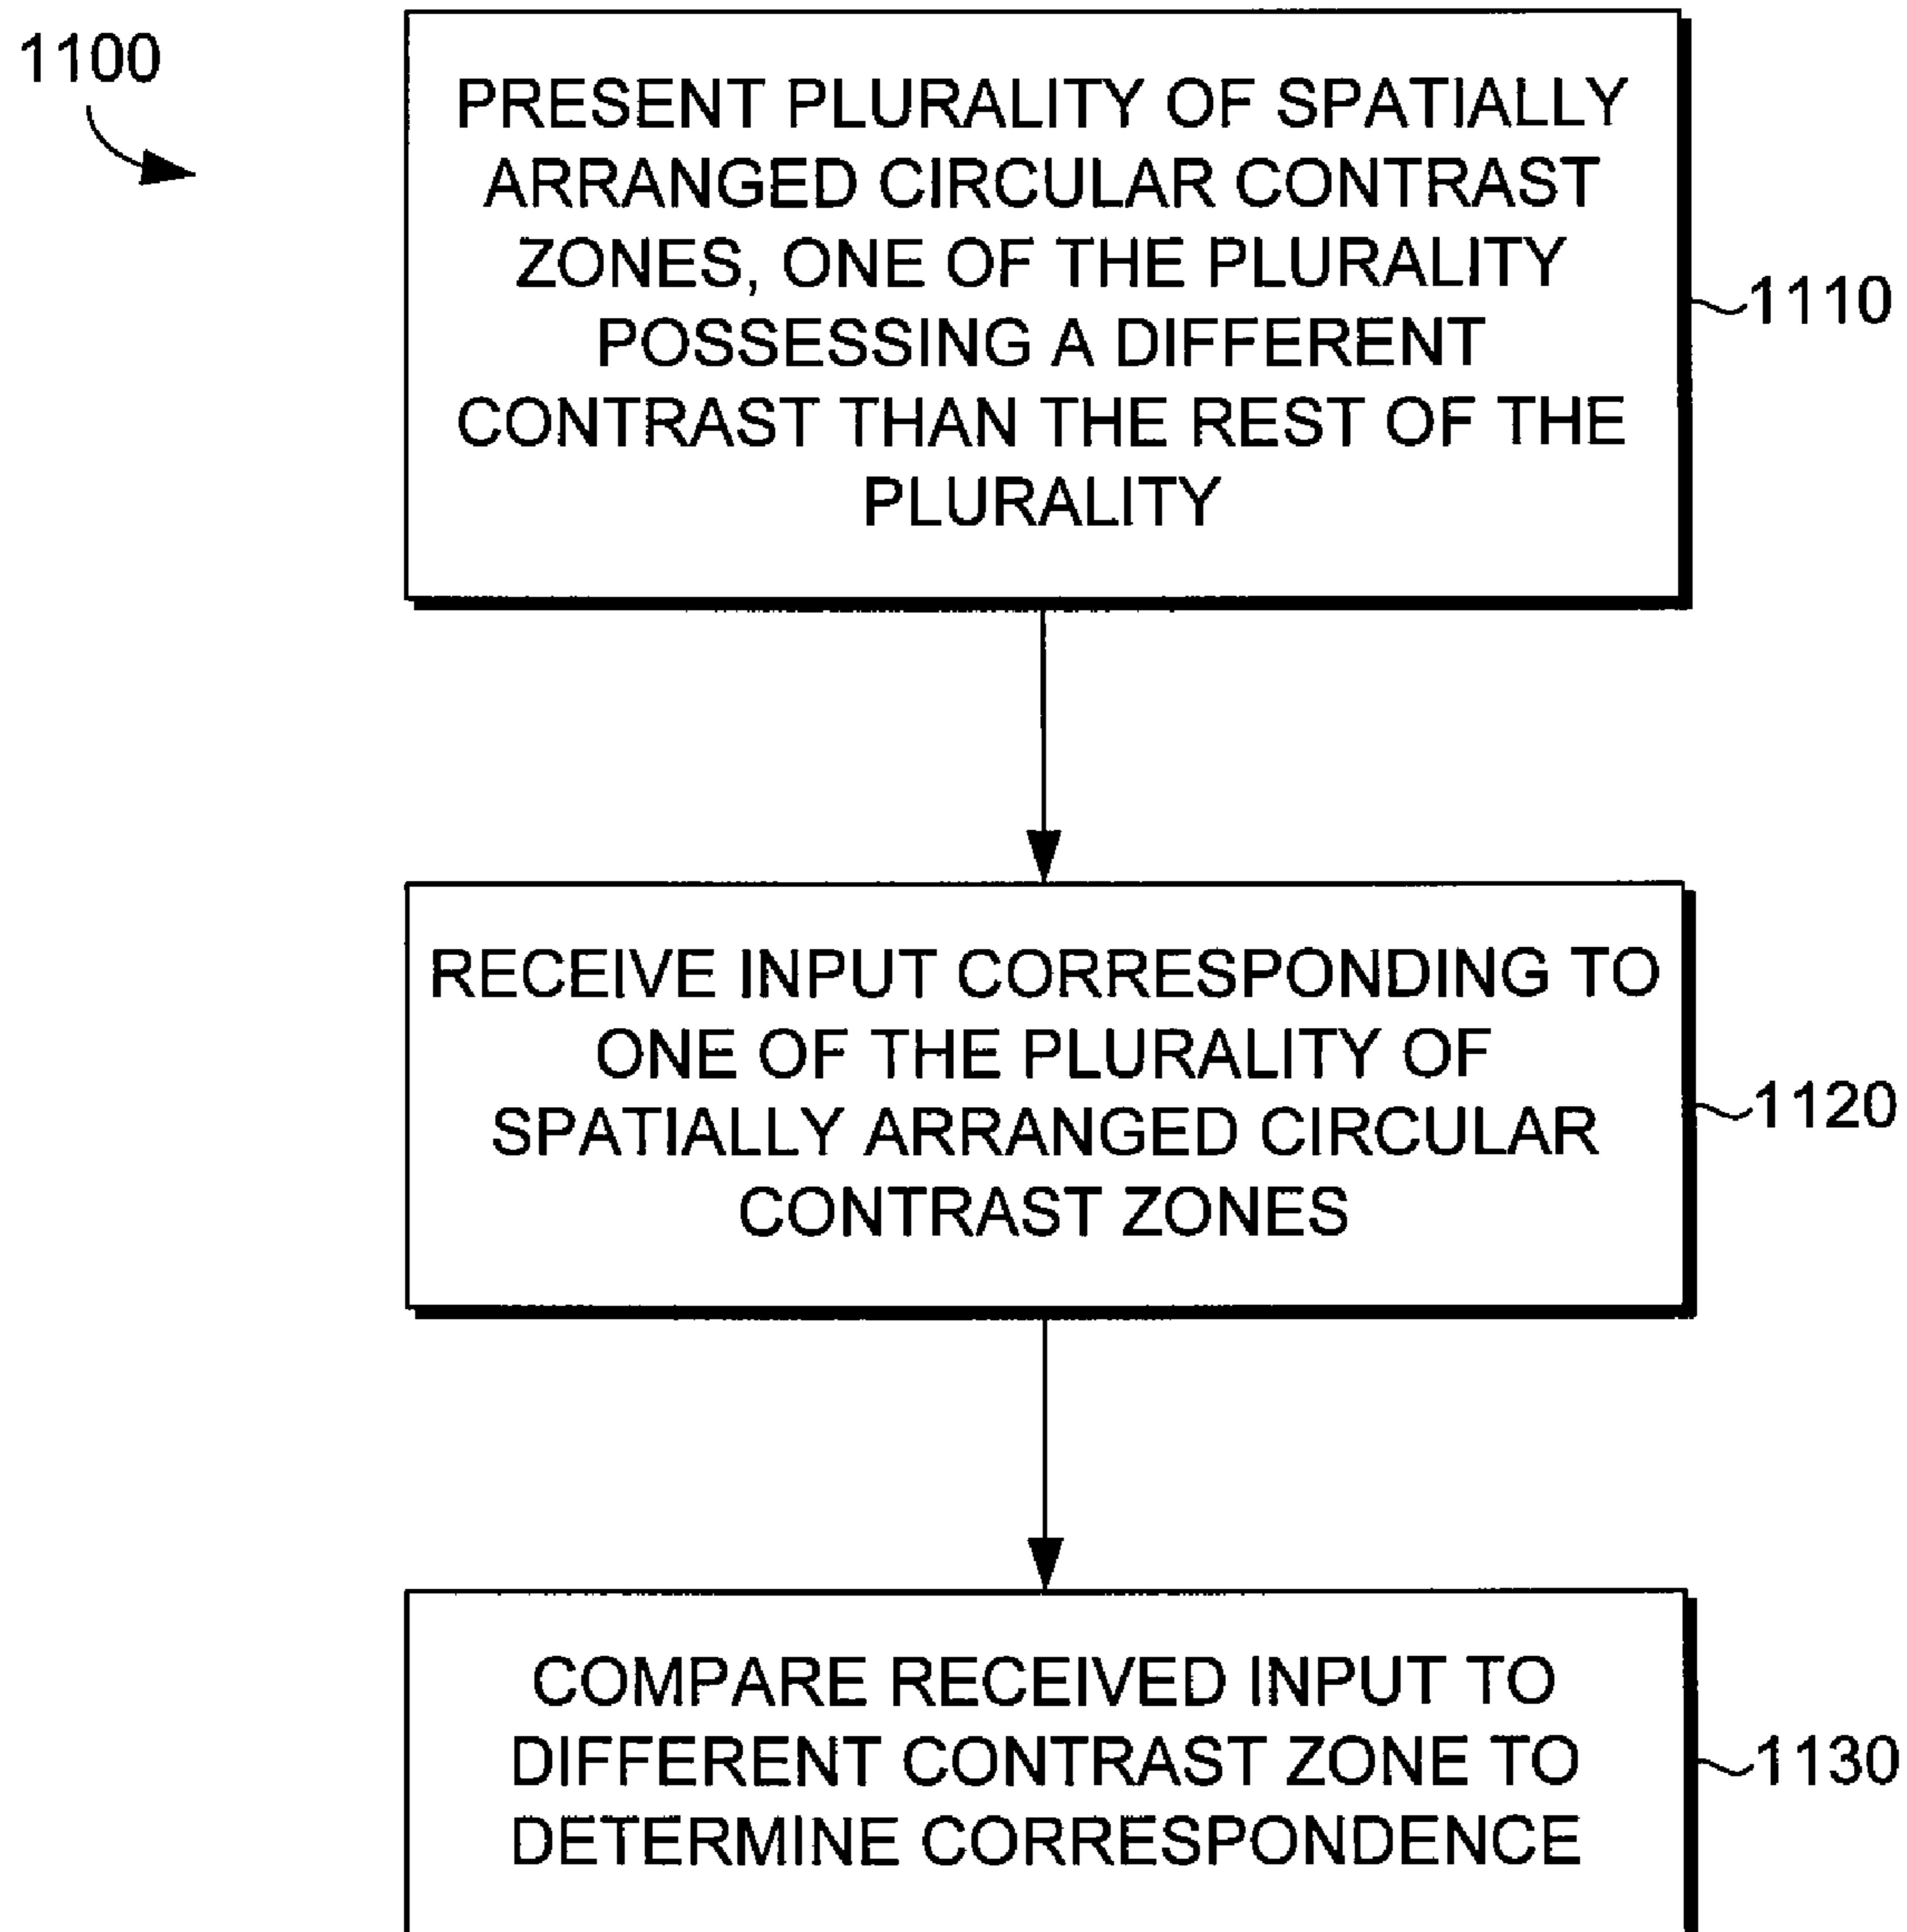 1100
PRESENT PLURALITY OF SPATIALLY
ARRANGED CIRCULAR CONTRAST
ZONES, ONE OF THE PLURALITY
POSSESSING A DIFFERENT
CONTRAST THAN THE REST OF THE
PLURALITY
1110
RECEIVE INPUT CORRESPONDING TO
ONE OF THE PLURALITY OF
SPATIALLY ARRANGED CIRCULAR
CONTRAST ZONES
1120
COMPARE RECEIVED INPUT TO
DIFFERENT CONTRAST ZONE TO
DETERMINE CORRESPONDENCE
1130